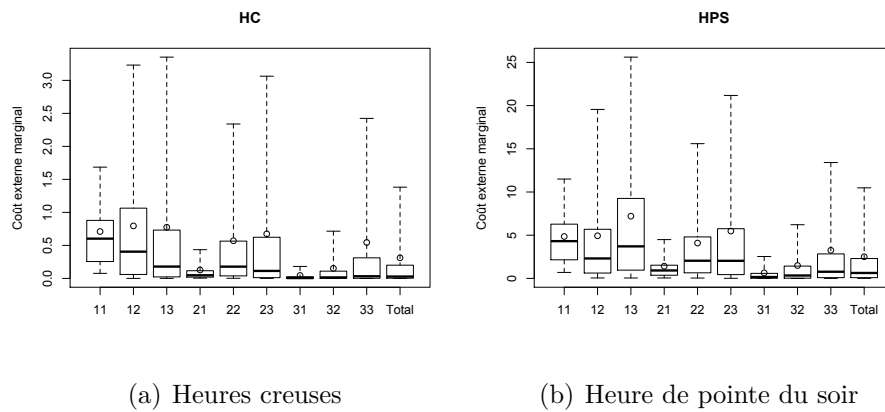 HC
Coût externe marginal
3.0
2.5
2.0
1.5
1.0
0.5
0.0
11 12 13 21 22 23 31 32 33 Total
(a) Heures creuses
HPS
Coût externe marginal
25
20
15
10
5
0
11 12 13 21 22 23 31 32 33 Total
(b) Heure de pointe du soir